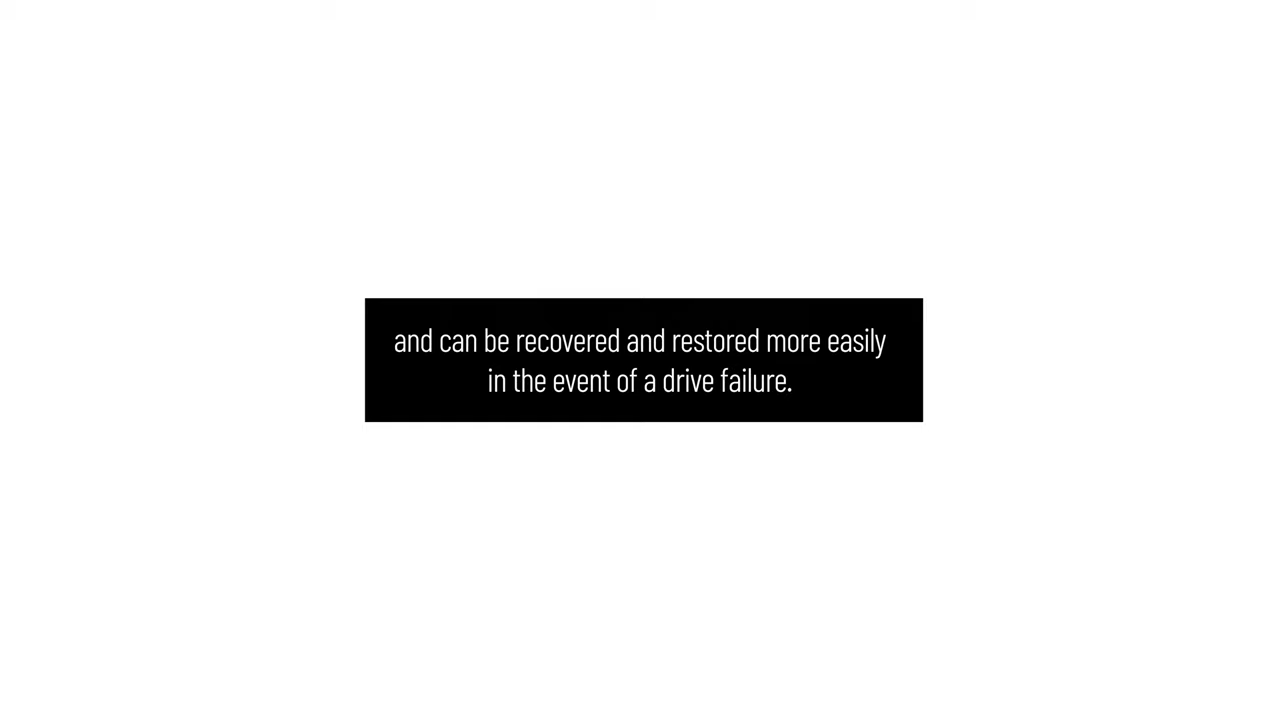 and can be recovered and restored more easily
in the event of a drive failure.